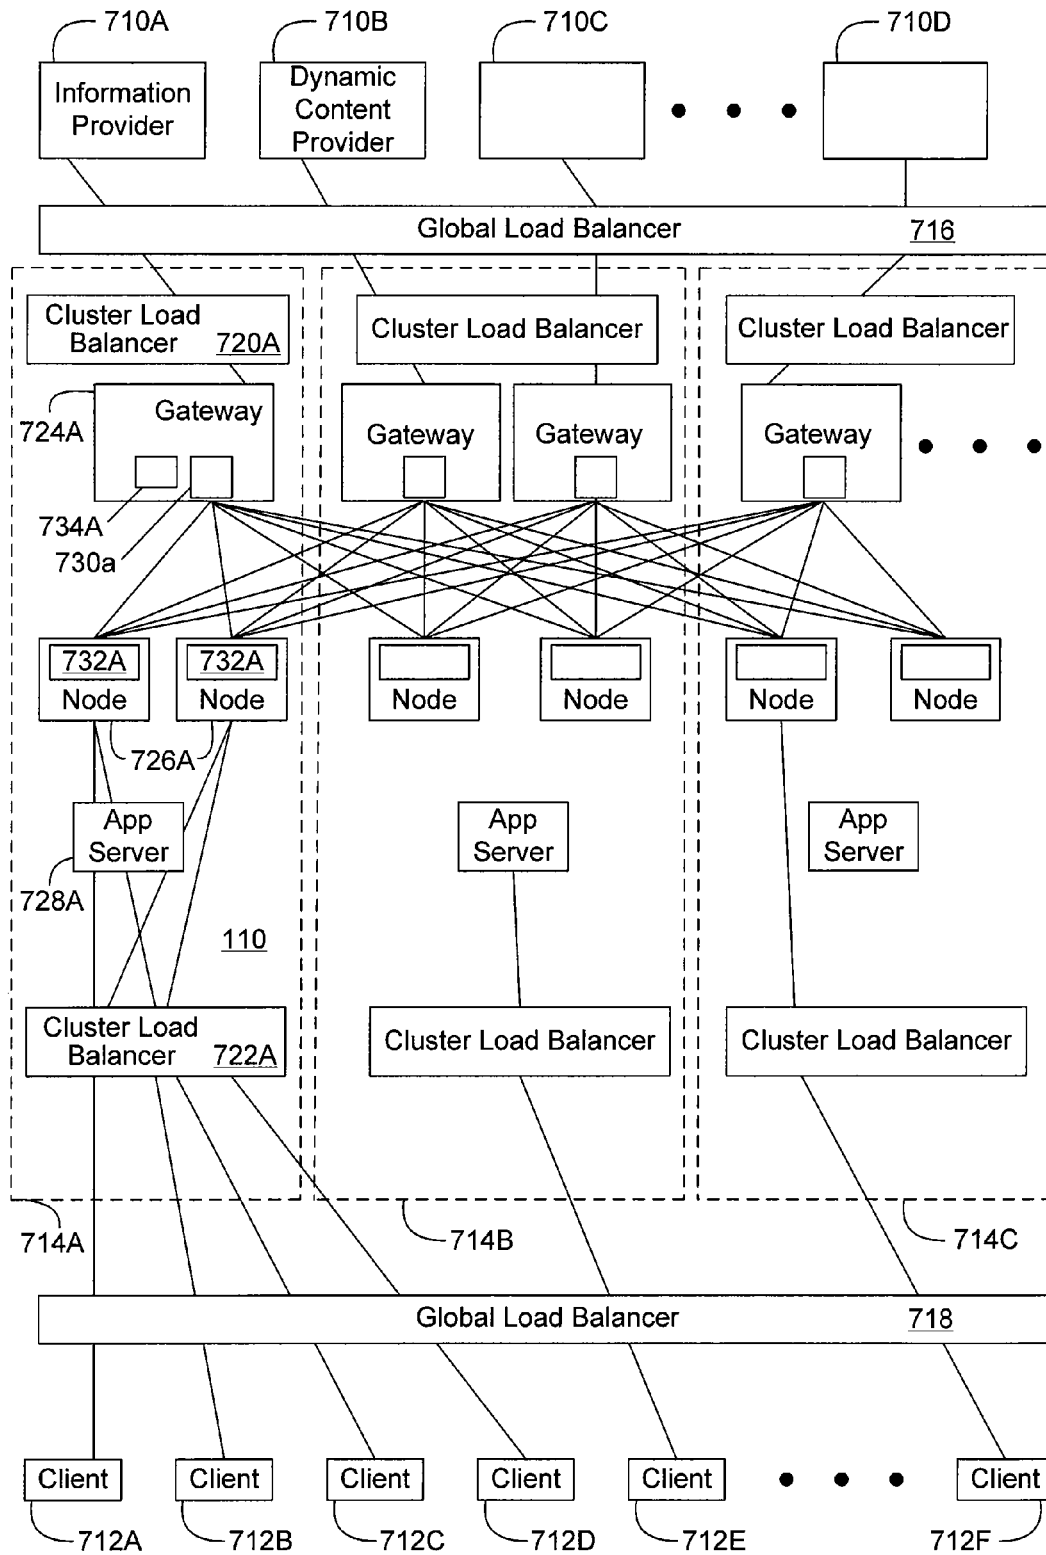 710A
710B
710C
710D
Information
Provider
Dynamic
Content
Provider
Global Load Balancer
716
Cluster Load
Balancer
720A
Cluster Load Balancer
Cluster Load Balancer
724A
Gateway
Gateway
Gateway
Gateway
734A
730a
732A
Node
732A
Node
Node
Node
Node
Node
726A
App
Server
App
Server
App
Server
728A
110
Cluster Load
Balancer
722A
Cluster Load Balancer
Cluster Load Balancer
714A
714B
714C
Global Load Balancer
718
Client
Client
Client
Client
Client
Client
712A
712B
712C
712D
712E
712F